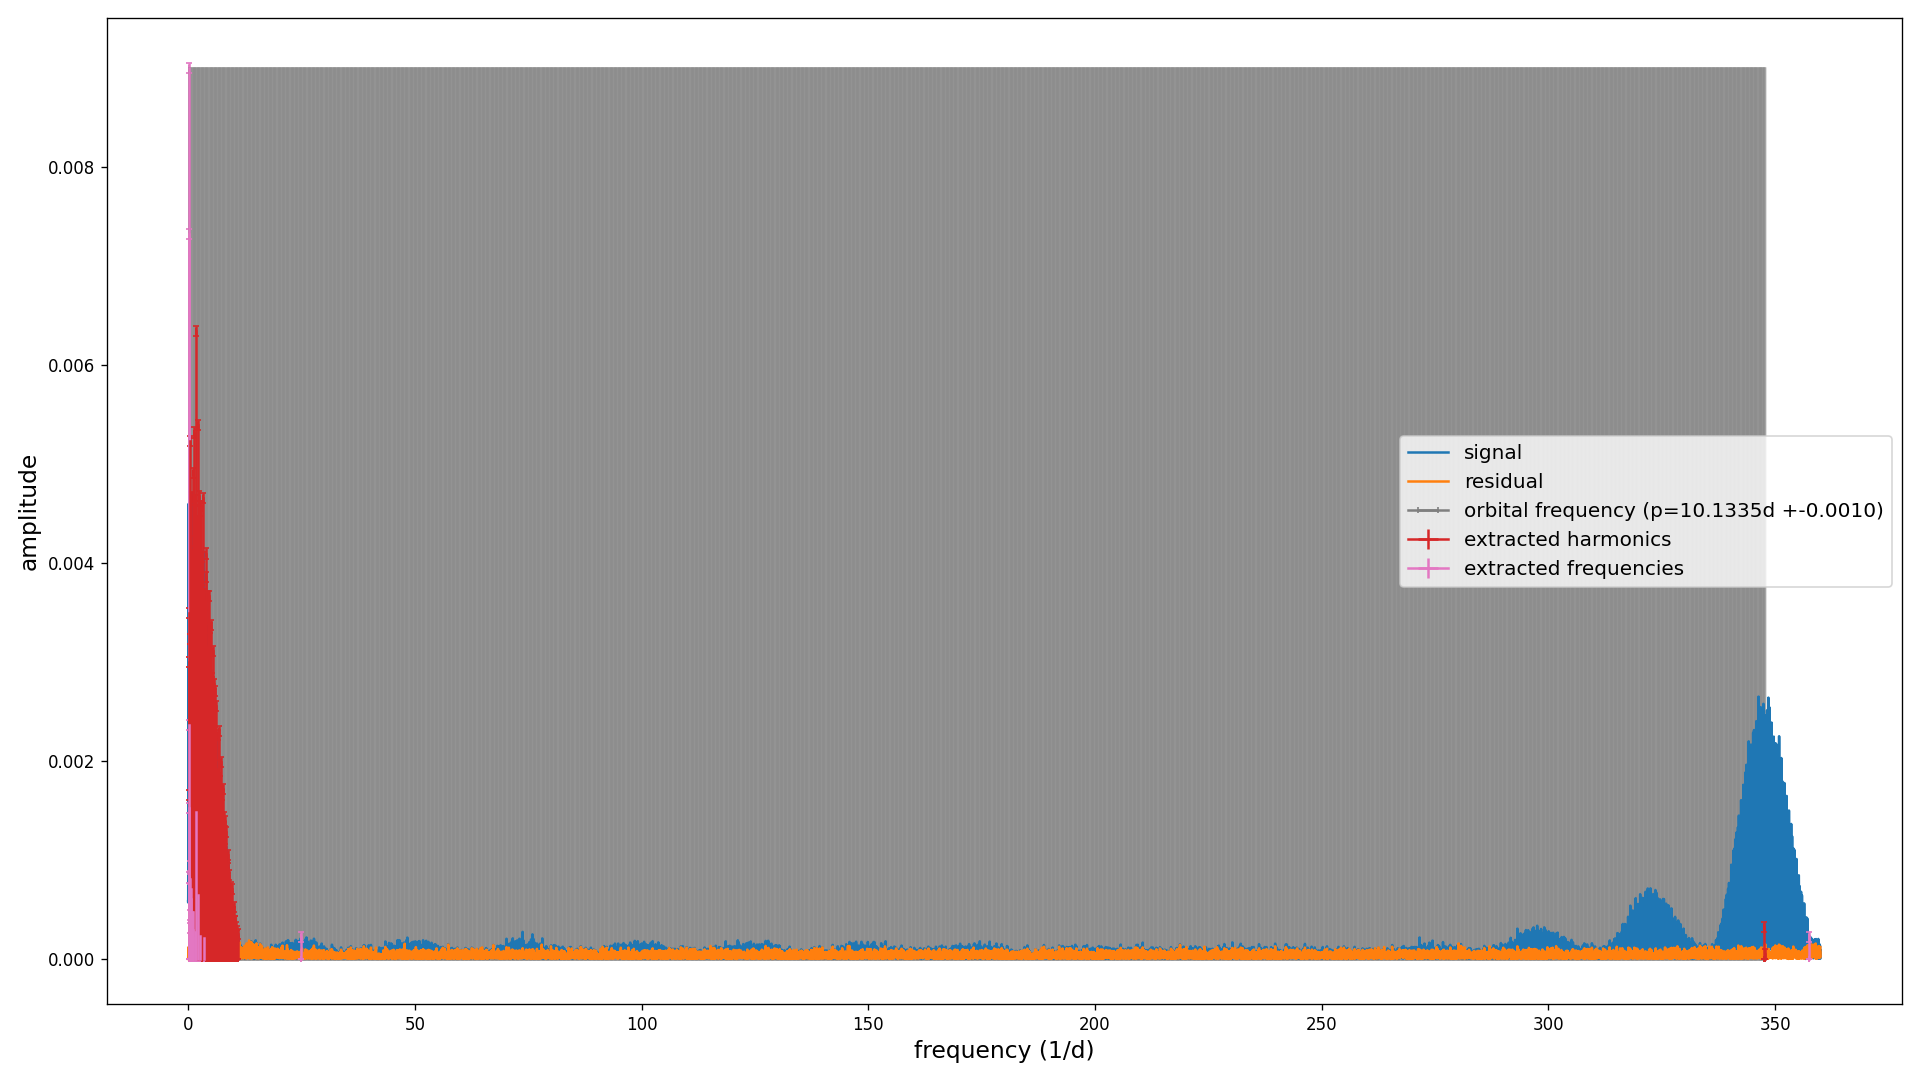 0.008
0.006
0.004
0.002
0.000
amplitude
0
50
100
150
200
250
300
350
frequency (1/d)
signal
residual
orbital frequency (p=10.1335d +-0.0010)
extracted harmonics
extracted frequencies